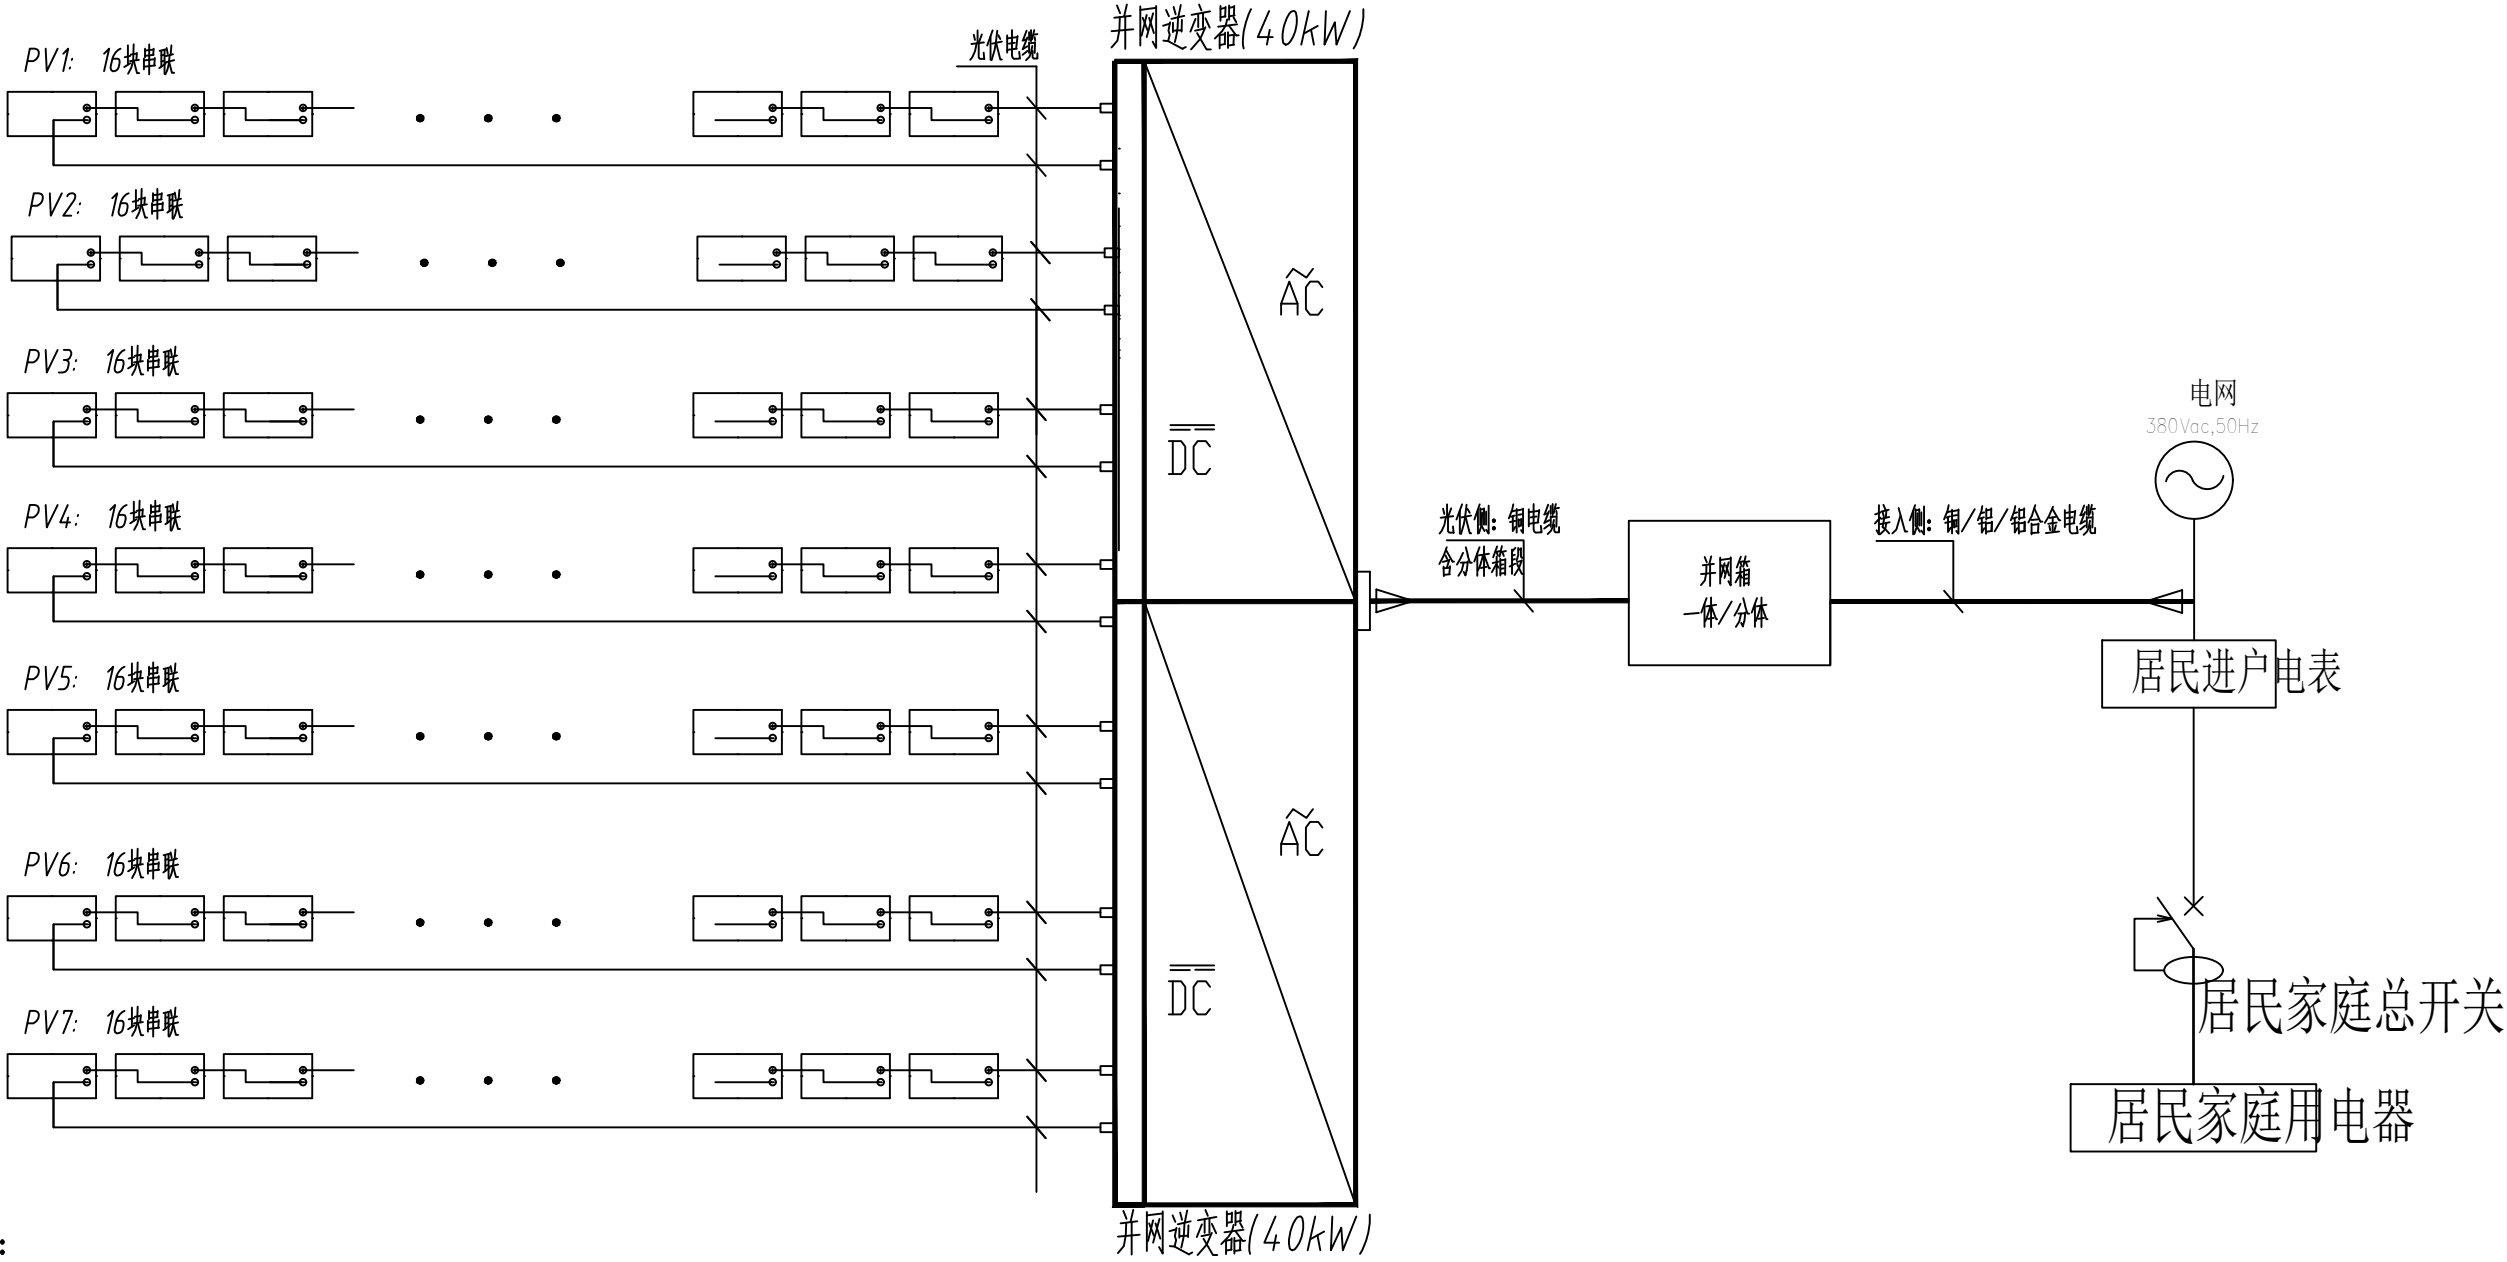 并网逆变器(40kW)
光伏电缆
PV1: 16块串联
PV2: 16块串联
PV3: 16块串联
PV4: 16块串联
PV5: 16块串联
PV6: 16块串联
PV7: 16块串联
AC
DC
AC
DC
并网逆变器(40kW)
光伏侧: 铜电缆
含分体箱段
并网箱
一体/分体
接入侧: 铜/铝/铝合金电缆
电网
380Vac,50Hz
居民进户电表
居民家庭总开关
居民家庭用电器
: